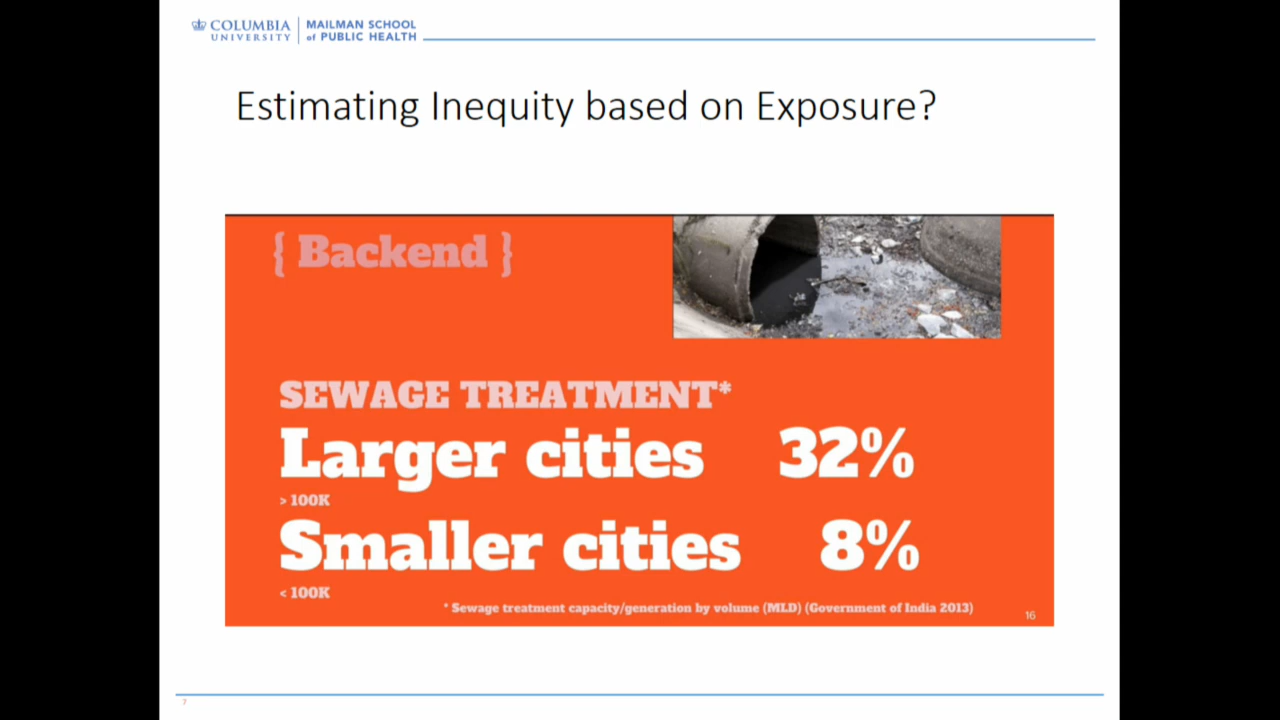 COLUMBIA UNIVERSITY
MAILMAN SCHOOL of PUBLIC HEALTH
Estimating Inequity based on Exposure?
{ Backend }
SEWAGE TREATMENT*
Larger cities 32%
> 100K
Smaller cities 8%
< 100K
* Sewage treatment capacity/generation by volume (MLD) (Government of India 2013)
16
7